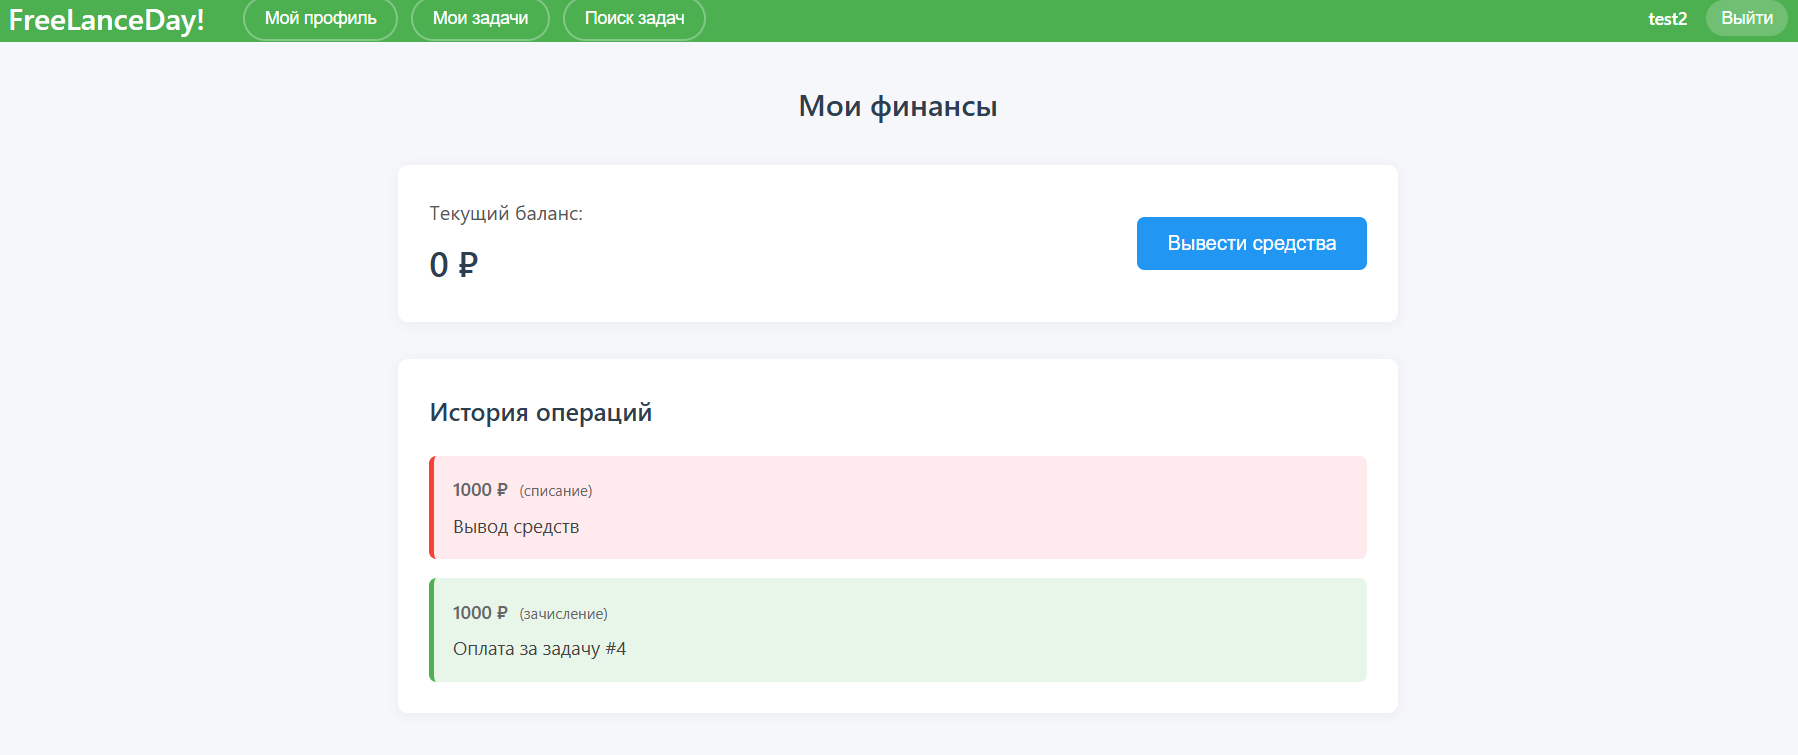 FreeLanceDay! Мой профиль Мои задачи Поиск задач test2 Выйти
Мои финансы
Текущий баланс:
0 ₽
Вывести средства
История операций
1000 ₽ (списание)
Вывод средств
1000 ₽ (зачисление)
Оплата за задачу #4